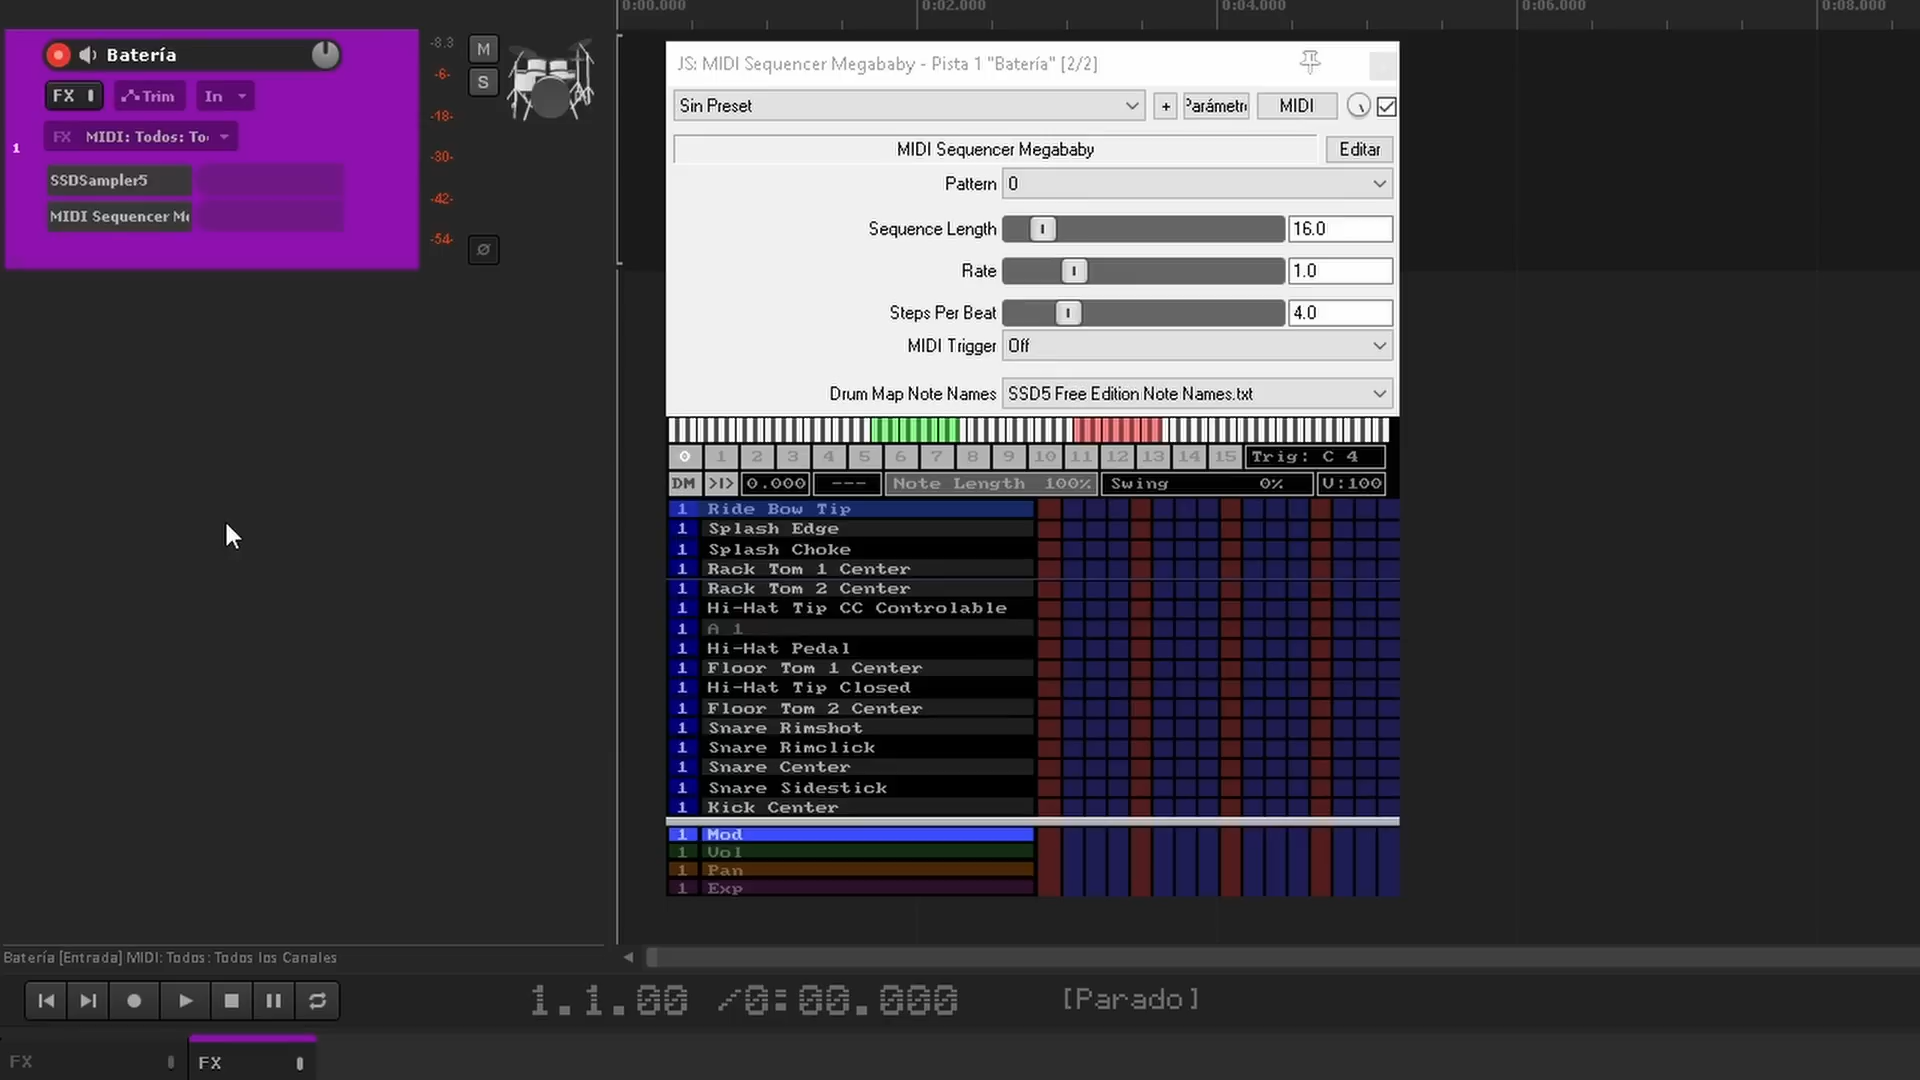 0:00.000 0:02.000 0:04.000 0:06.000 0:08.000
Batería
-8.3
M
-6-
S
FX Trim In
-18-
FX MIDI: Todos: To
1
-30-
SSDSampler5
-42-
MIDI Sequencer Me
-54-
JS: MIDI Sequencer Megababy - Pista 1 "Batería" [2/2]
Sin Preset + Parámetr MIDI
MIDI Sequencer Megababy Editar
Pattern 0
Sequence Length 16.0
Rate 1.0
Steps Per Beat 4.0
MIDI Trigger Off
Drum Map Note Names SSD5 Free Edition Note Names.txt
0 1 2 3 4 5 6 7 8 9 10 11 12 13 14 15 Trig: C 4
DM >|> 0.000 --- Note Length 100% Swing 0% V:100
1 Ride Bow Tip
1 Splash Edge
1 Splash Choke
1 Rack Tom 1 Center
1 Rack Tom 2 Center
1 Hi-Hat Tip CC Controlable
1 A 1
1 Hi-Hat Pedal
1 Floor Tom 1 Center
1 Hi-Hat Tip Closed
1 Floor Tom 2 Center
1 Snare Rimshot
1 Snare Rimclick
1 Snare Center
1 Snare Sidestick
1 Kick Center
1 Mod
1 Vol
1 Pan
1 Exp
Batería [Entrada] MIDI: Todos: Todos los Canales
1.1.00 /0:00.000 [Parado]
FX FX